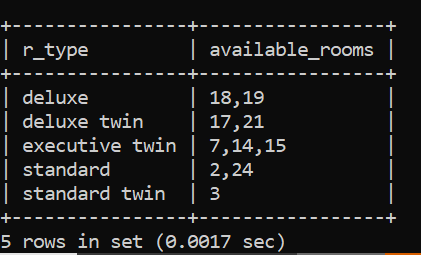 +----------------+-----------------+
| r_type         | available_rooms |
+----------------+-----------------+
| deluxe         | 18,19           |
| deluxe twin    | 17,21           |
| executive twin | 7,14,15         |
| standard       | 2,24            |
| standard twin  | 3               |
+----------------+-----------------+
5 rows in set (0.0017 sec)